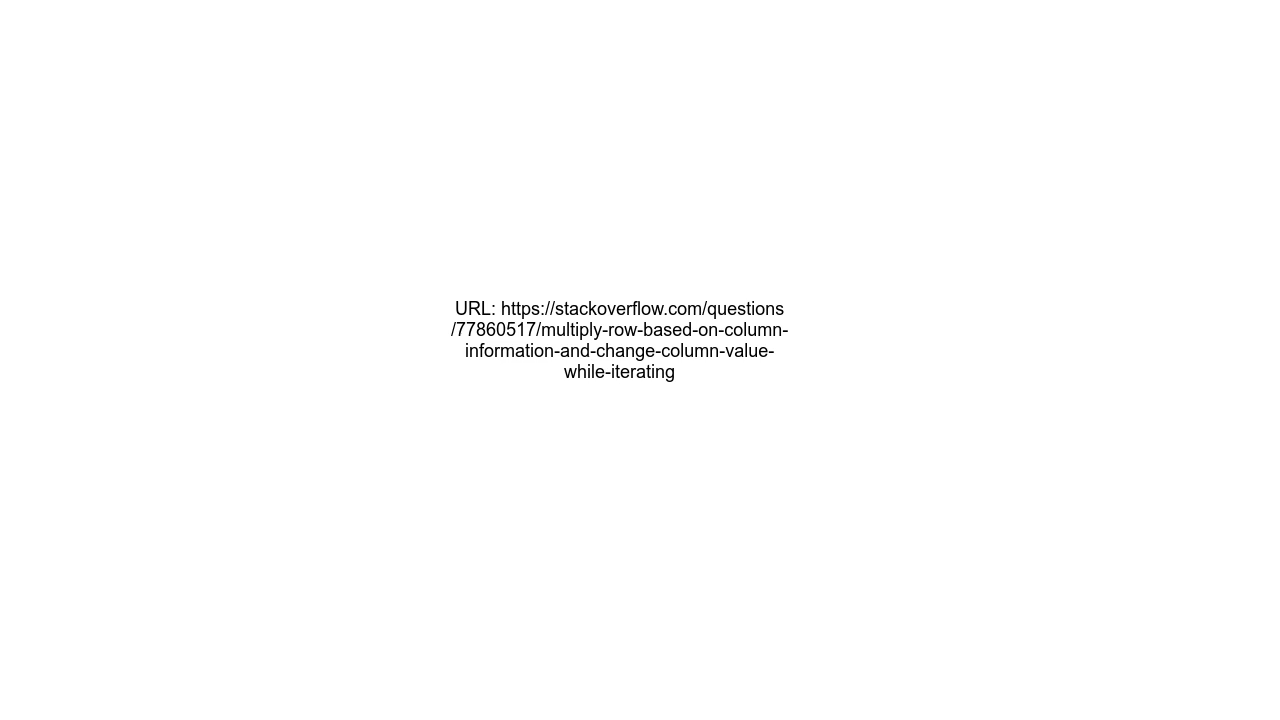 URL: https://stackoverflow.com/questions
/77860517/multiply-row-based-on-column-
information-and-change-column-value-
while-iterating